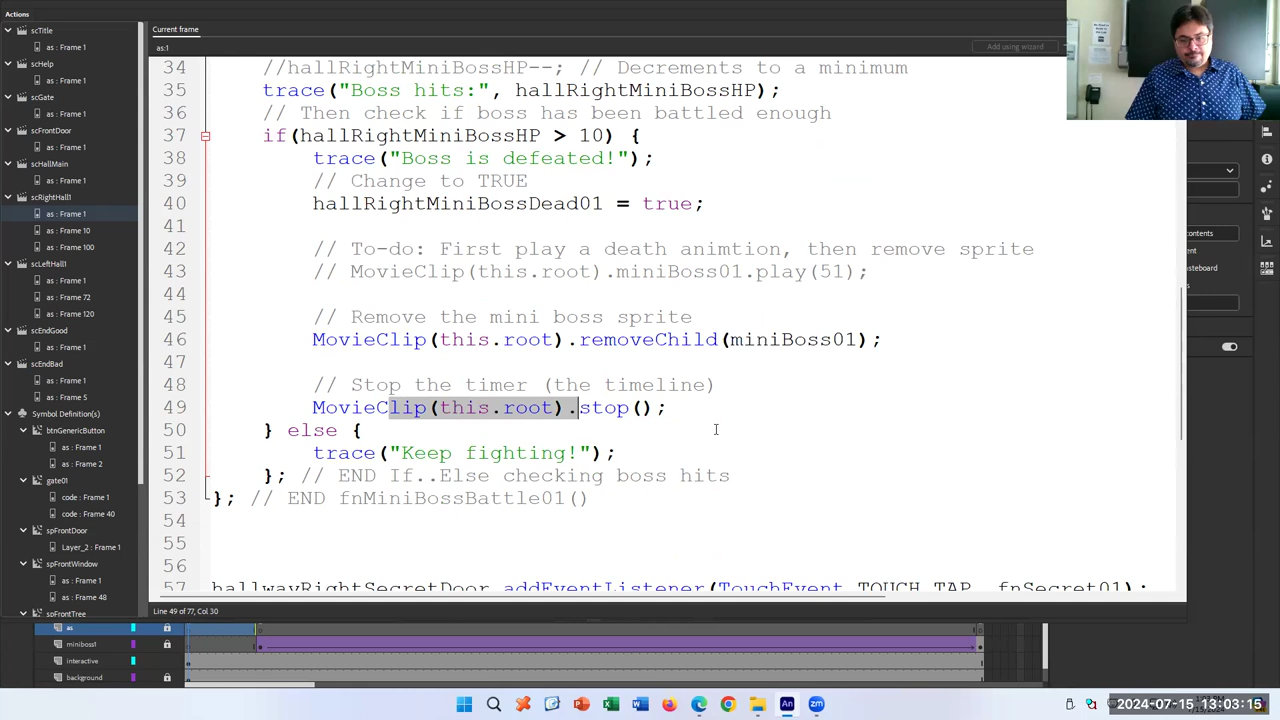 Actions
scTitle
as : Frame 1
scHelp
as : Frame 1
scGate
as : Frame 1
scFrontDoor
as : Frame 1
scHallMain
as : Frame 1
scRightHall1
as : Frame 1
as : Frame 10
as : Frame 100
scLeftHall1
as : Frame 1
as : Frame 72
as : Frame 120
scEndGood
as : Frame 1
scEndBad
as : Frame 1
Symbol Definition(s)
btnGenericButton
as : Frame 1
as : Frame 2
gate01
code : Frame 1
code : Frame 40
spFrontDoor
Layer_2 : Frame 1
spFrontWindow
as : Frame 1
as : Frame 48
spFrontTree
Current frame
as:1
Add using wizard
34 //hallRightMiniBossHP--; // Decrements to a minimum
35 trace("Boss hits:", hallRightMiniBossHP);
36 // Then check if boss has been battled enough
37 if(hallRightMiniBossHP > 10) {
38 trace("Boss is defeated!");
39 // Change to TRUE
40 hallRightMiniBossDead01 = true;
41
42 // To-do: First play a death animtion, then remove sprite
43 // MovieClip(this.root).miniBoss01.play(51);
44
45 // Remove the mini boss sprite
46 MovieClip(this.root).removeChild(miniBoss01);
47
48 // Stop the timer (the timeline)
49 MovieClip(this.root).stop();
50 } else {
51 trace("Keep fighting!");
52 }; // END If..Else checking boss hits
53 }; // END fnMiniBossBattle01()
54
55
56
57 hallwayRightSecretDoor.addEventListener(TouchEvent.TOUCH_TAP, fnSecret01);
Line 49 of 77, Col 30
ontents
asteboard
as
miniboss1
interactive
background
2024-07-15 13:03:15